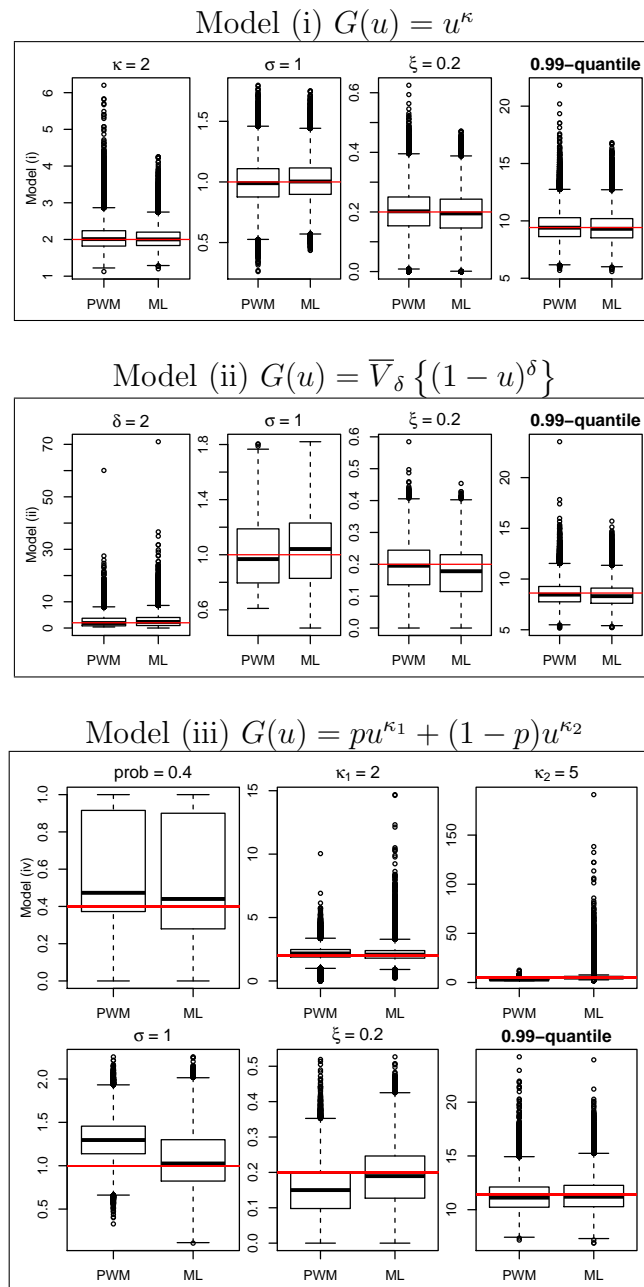 Model (i) G(u) = u^κ
κ = 2
σ = 1
ξ = 0.2
0.99−quantile
Model (i)
1 2 3 4 5 6
0.5 1.0 1.5
0.0 0.2 0.4 0.6
5 10 15 20
PWM ML
PWM ML
PWM ML
PWM ML
Model (ii) G(u) = V̅_δ {(1 − u)^δ}
δ = 2
σ = 1
ξ = 0.2
0.99−quantile
Model (ii)
0 10 30 50 70
0.6 1.0 1.4 1.8
0.0 0.1 0.2 0.3 0.4 0.5 0.6
5 10 15 20
PWM ML
PWM ML
PWM ML
PWM ML
Model (iii) G(u) = pu^κ₁ + (1 − p)u^κ₂
prob = 0.4
κ₁ = 2
κ₂ = 5
Model (iv)
0.0 0.2 0.4 0.6 0.8 1.0
0 5 10 15
0 50 100 150
PWM ML
PWM ML
PWM ML
σ = 1
ξ = 0.2
0.99−quantile
0.5 1.0 1.5 2.0
0.0 0.1 0.2 0.3 0.4 0.5
10 15 20
PWM ML
PWM ML
PWM ML